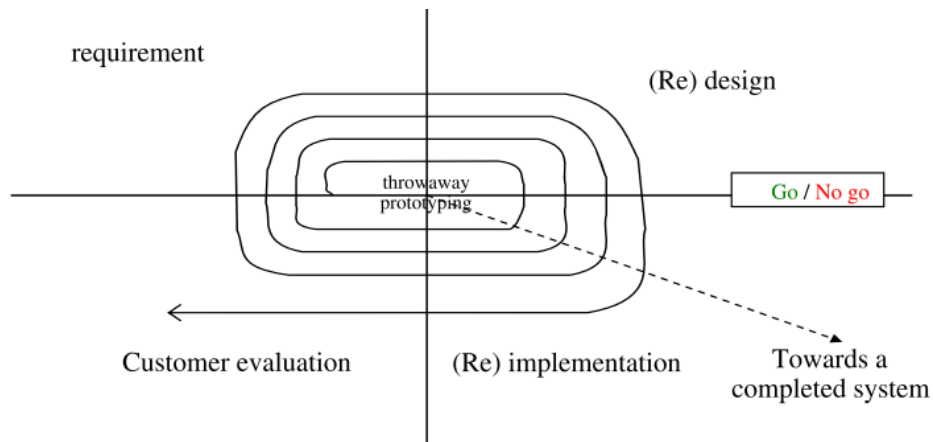 requirement
(Re) design
throwaway
prototyping
Go / No go
Customer evaluation
(Re) implementation
Towards a
completed system